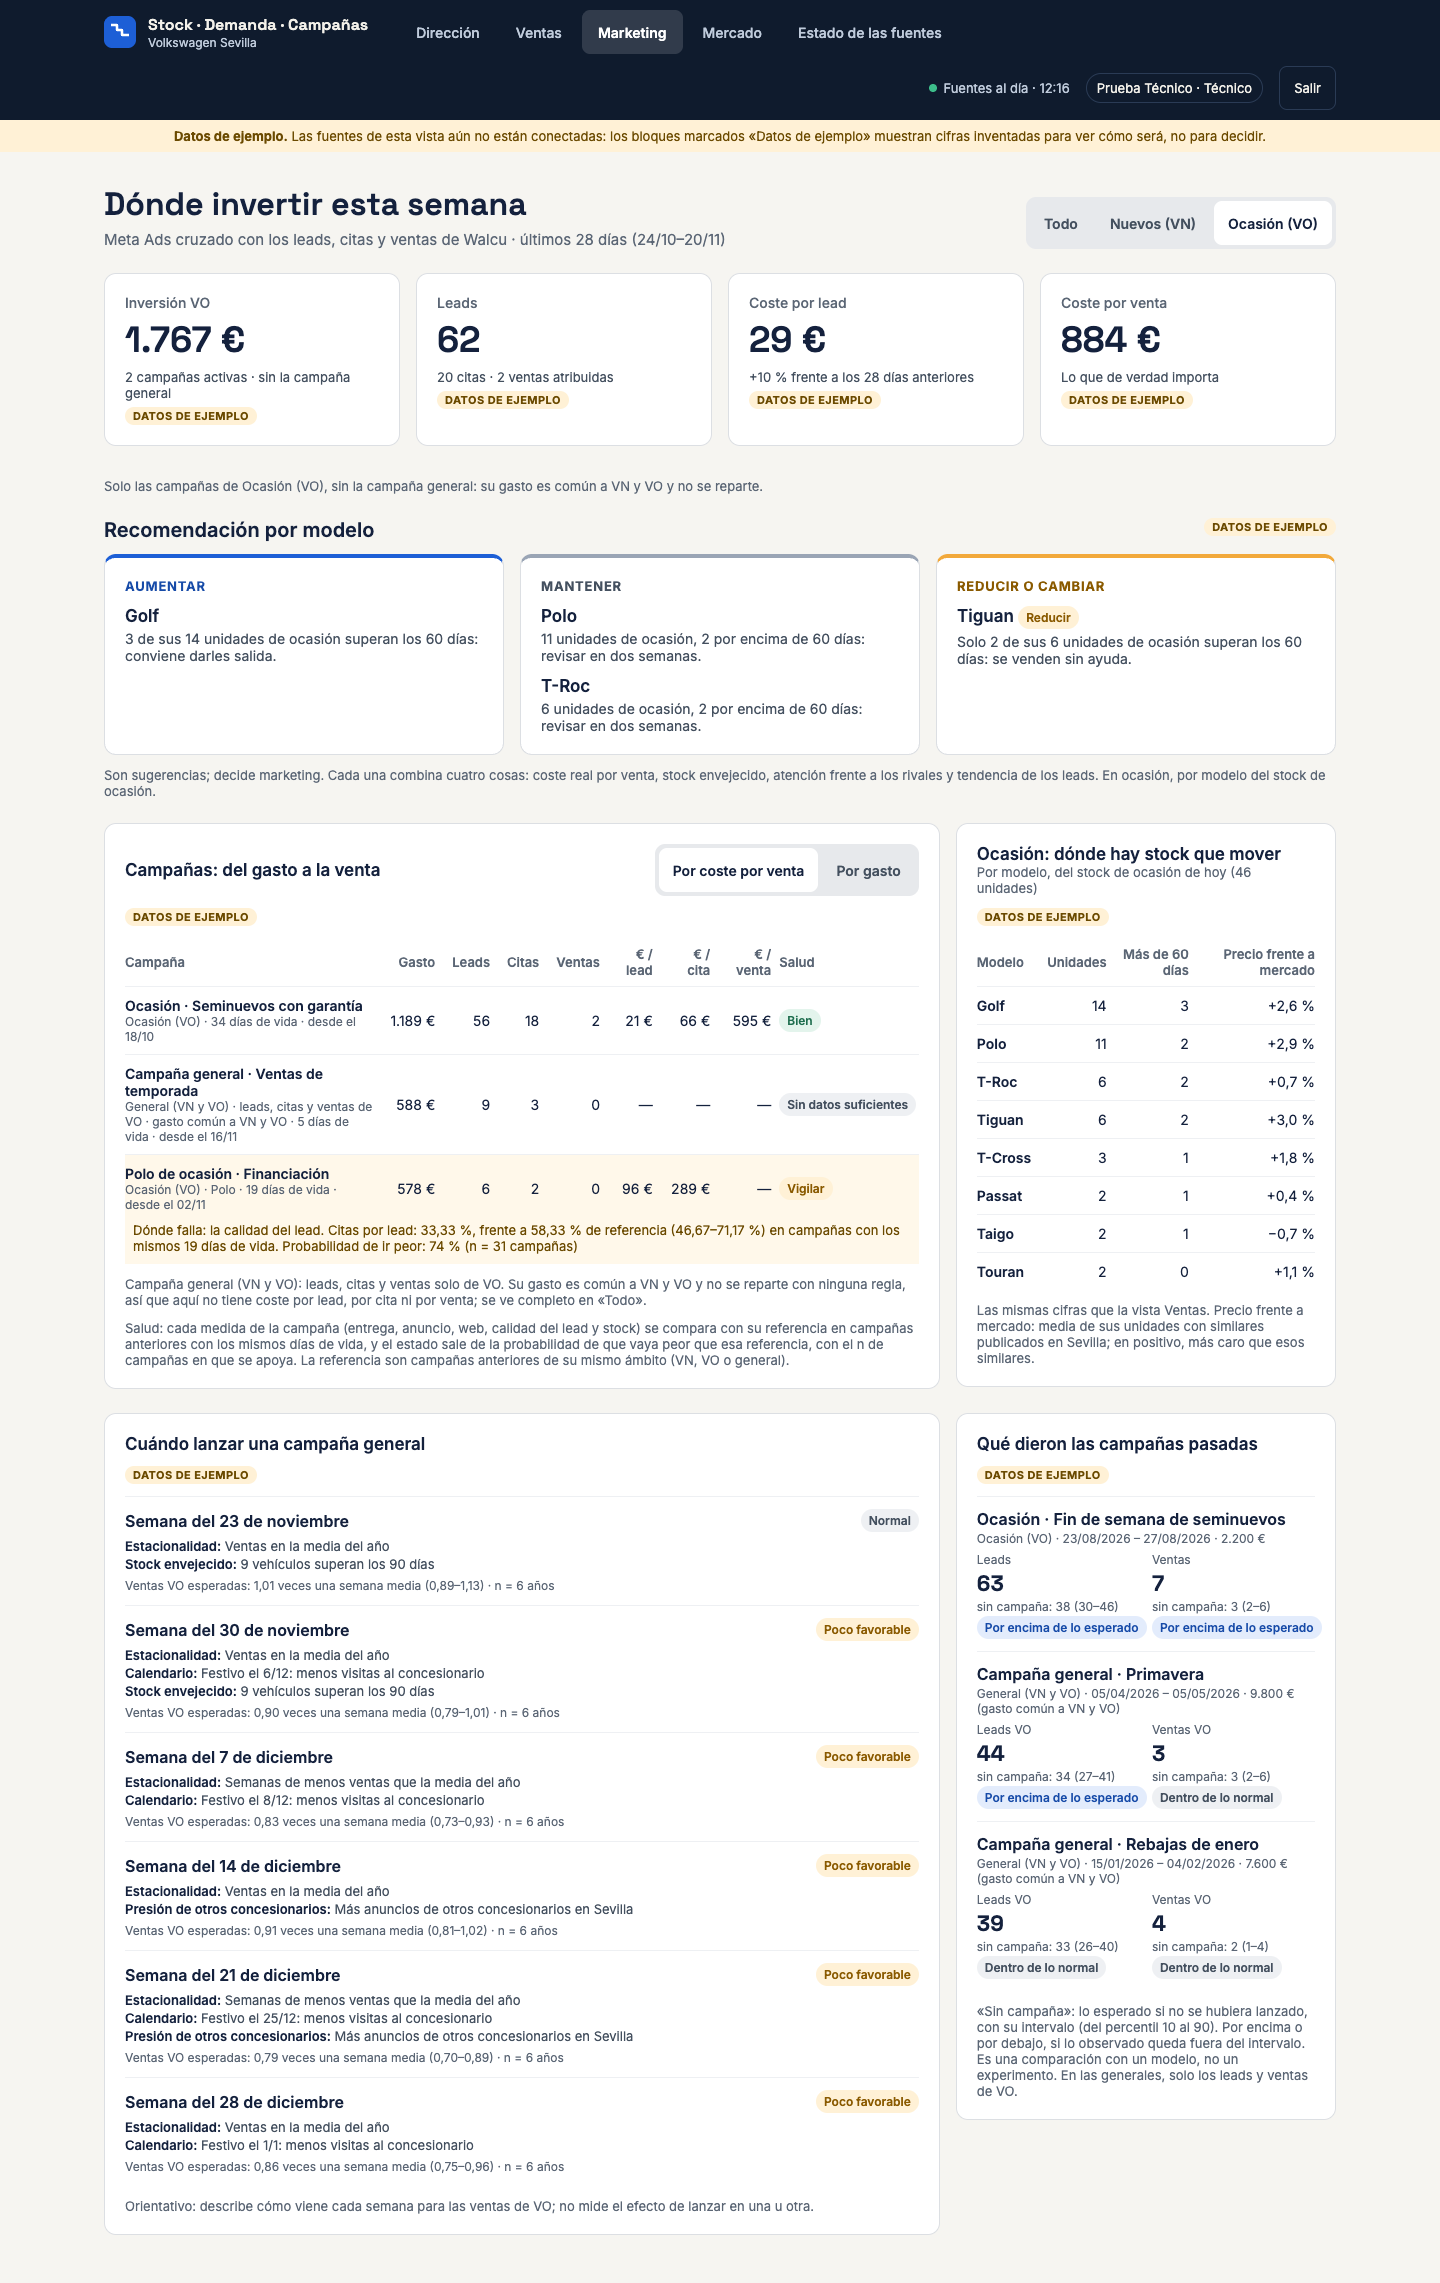 Stock · Demanda · Campañas
Volkswagen Sevilla
Dirección
Ventas
Marketing
Mercado
Estado de las fuentes
Fuentes al día · 12:16
Prueba Técnico · Técnico
Salir
Datos de ejemplo. Las fuentes de esta vista aún no están conectadas: los bloques marcados «Datos de ejemplo» muestran cifras inventadas para ver cómo será, no para decidir.
Dónde invertir esta semana
Meta Ads cruzado con los leads, citas y ventas de Walcu · últimos 28 días (24/10–20/11)
Todo
Nuevos (VN)
Ocasión (VO)
Inversión VO
1.767 €
2 campañas activas · sin la campaña
general
DATOS DE EJEMPLO
Leads
62
20 citas · 2 ventas atribuidas
DATOS DE EJEMPLO
Coste por lead
29 €
+10 % frente a los 28 días anteriores
DATOS DE EJEMPLO
Coste por venta
884 €
Lo que de verdad importa
DATOS DE EJEMPLO
Solo las campañas de Ocasión (VO), sin la campaña general: su gasto es común a VN y VO y no se reparte.
Recomendación por modelo
DATOS DE EJEMPLO
AUMENTAR
Golf
3 de sus 14 unidades de ocasión superan los 60 días:
conviene darles salida.
MANTENER
Polo
11 unidades de ocasión, 2 por encima de 60 días:
revisar en dos semanas.
T-Roc
6 unidades de ocasión, 2 por encima de 60 días:
revisar en dos semanas.
REDUCIR O CAMBIAR
Tiguan Reducir
Solo 2 de sus 6 unidades de ocasión superan los 60
días: se venden sin ayuda.
Son sugerencias; decide marketing. Cada una combina cuatro cosas: coste real por venta, stock envejecido, atención frente a los rivales y tendencia de los leads. En ocasión, por modelo del stock de
ocasión.
Campañas: del gasto a la venta
Por coste por venta
Por gasto
DATOS DE EJEMPLO
Campaña Gasto Leads Citas Ventas € / lead € / cita € / venta Salud
Ocasión · Seminuevos con garantía
Ocasión (VO) · 34 días de vida · desde el
18/10
1.189 € 56 18 2 21 € 66 € 595 € Bien
Campaña general · Ventas de
temporada
General (VN y VO) · leads, citas y ventas de
VO · gasto común a VN y VO · 5 días de
vida · desde el 16/11
588 € 9 3 0 — — — Sin datos suficientes
Polo de ocasión · Financiación
Ocasión (VO) · Polo · 19 días de vida ·
desde el 02/11
578 € 6 2 0 96 € 289 € — Vigilar
Dónde falla: la calidad del lead. Citas por lead: 33,33 %, frente a 58,33 % de referencia (46,67–71,17 %) en campañas con los
mismos 19 días de vida. Probabilidad de ir peor: 74 % (n = 31 campañas)
Campaña general (VN y VO): leads, citas y ventas solo de VO. Su gasto es común a VN y VO y no se reparte con ninguna regla,
así que aquí no tiene coste por lead, por cita ni por venta; se ve completo en «Todo».
Salud: cada medida de la campaña (entrega, anuncio, web, calidad del lead y stock) se compara con su referencia en campañas
anteriores con los mismos días de vida, y el estado sale de la probabilidad de que vaya peor que esa referencia, con el n de
campañas en que se apoya. La referencia son campañas anteriores de su mismo ámbito (VN, VO o general).
Ocasión: dónde hay stock que mover
Por modelo, del stock de ocasión de hoy (46
unidades)
DATOS DE EJEMPLO
Modelo Unidades Más de 60 días Precio frente a mercado
Golf 14 3 +2,6 %
Polo 11 2 +2,9 %
T-Roc 6 2 +0,7 %
Tiguan 6 2 +3,0 %
T-Cross 3 1 +1,8 %
Passat 2 1 +0,4 %
Taigo 2 1 −0,7 %
Touran 2 0 +1,1 %
Las mismas cifras que la vista Ventas. Precio frente a
mercado: media de sus unidades con similares
publicados en Sevilla; en positivo, más caro que esos
similares.
Cuándo lanzar una campaña general
DATOS DE EJEMPLO
Semana del 23 de noviembre
Normal
Estacionalidad: Ventas en la media del año
Stock envejecido: 9 vehículos superan los 90 días
Ventas VO esperadas: 1,01 veces una semana media (0,89–1,13) · n = 6 años
Semana del 30 de noviembre
Poco favorable
Estacionalidad: Ventas en la media del año
Calendario: Festivo el 6/12: menos visitas al concesionario
Stock envejecido: 9 vehículos superan los 90 días
Ventas VO esperadas: 0,90 veces una semana media (0,79–1,01) · n = 6 años
Semana del 7 de diciembre
Poco favorable
Estacionalidad: Semanas de menos ventas que la media del año
Calendario: Festivo el 8/12: menos visitas al concesionario
Ventas VO esperadas: 0,83 veces una semana media (0,73–0,93) · n = 6 años
Semana del 14 de diciembre
Poco favorable
Estacionalidad: Ventas en la media del año
Presión de otros concesionarios: Más anuncios de otros concesionarios en Sevilla
Ventas VO esperadas: 0,91 veces una semana media (0,81–1,02) · n = 6 años
Semana del 21 de diciembre
Poco favorable
Estacionalidad: Semanas de menos ventas que la media del año
Calendario: Festivo el 25/12: menos visitas al concesionario
Presión de otros concesionarios: Más anuncios de otros concesionarios en Sevilla
Ventas VO esperadas: 0,79 veces una semana media (0,70–0,89) · n = 6 años
Semana del 28 de diciembre
Poco favorable
Estacionalidad: Ventas en la media del año
Calendario: Festivo el 1/1: menos visitas al concesionario
Ventas VO esperadas: 0,86 veces una semana media (0,75–0,96) · n = 6 años
Orientativo: describe cómo viene cada semana para las ventas de VO; no mide el efecto de lanzar en una u otra.
Qué dieron las campañas pasadas
DATOS DE EJEMPLO
Ocasión · Fin de semana de seminuevos
Ocasión (VO) · 23/08/2026 – 27/08/2026 · 2.200 €
Leads Ventas
63 7
sin campaña: 38 (30–46) sin campaña: 3 (2–6)
Por encima de lo esperado Por encima de lo esperado
Campaña general · Primavera
General (VN y VO) · 05/04/2026 – 05/05/2026 · 9.800 €
(gasto común a VN y VO)
Leads VO Ventas VO
44 3
sin campaña: 34 (27–41) sin campaña: 3 (2–6)
Por encima de lo esperado Dentro de lo normal
Campaña general · Rebajas de enero
General (VN y VO) · 15/01/2026 – 04/02/2026 · 7.600 €
(gasto común a VN y VO)
Leads VO Ventas VO
39 4
sin campaña: 33 (26–40) sin campaña: 2 (1–4)
Dentro de lo normal Dentro de lo normal
«Sin campaña»: lo esperado si no se hubiera lanzado,
con su intervalo (del percentil 10 al 90). Por encima o
por debajo, si lo observado queda fuera del intervalo.
Es una comparación con un modelo, no un
experimento. En las generales, solo los leads y ventas
de VO.